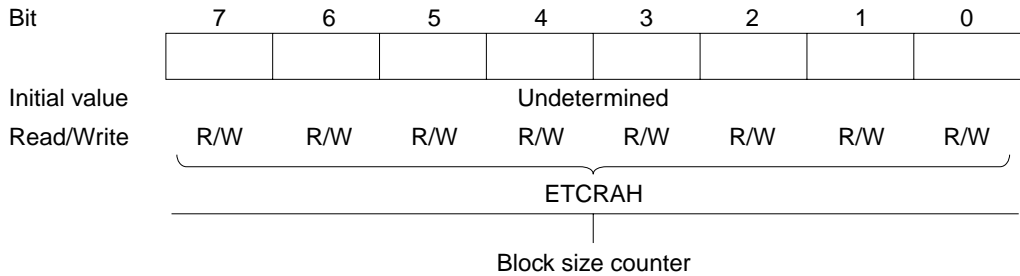 Bit 7 6 5 4 3 2 1 0
Initial value Undetermined
Read/Write R/W R/W R/W R/W R/W R/W R/W R/W
ETCRAH
Block size counter